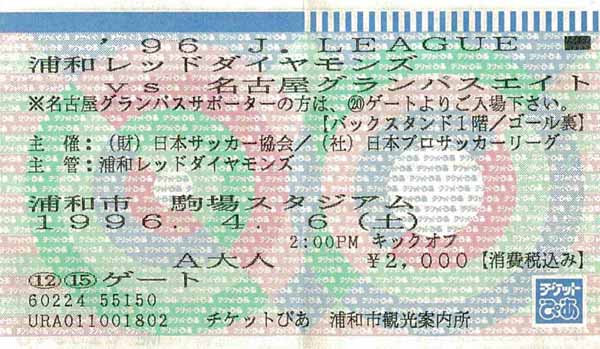 '96 J. LEAGUE
浦和レッドダイヤモンズ
vs 名古屋グランパスエイト
※名古屋グランパスサポーターの方は、⑳ゲートよりご入場下さい。
【バックスタンド1階／ゴール裏】
主 催：（財）日本サッカー協会／（社）日本プロサッカーリーグ
主 管：浦和レッドダイヤモンズ
浦和市 駒場スタジアム
1996. 4. 6（土）
2:00PM キックオフ
A大人 ¥2,000【消費税込み】
⑫⑮ゲート
60224 55150
URA011001802 チケットぴあ 浦和市観光案内所
チケット
ぴあ